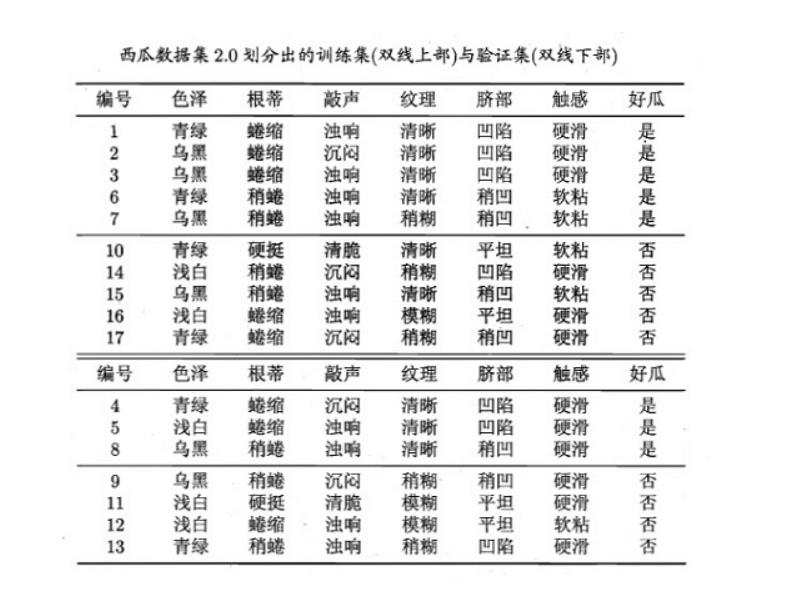 西瓜数据集2.0划分出的训练集(双线上部)与验证集(双线下部)
编号 色泽 根蒂 敲声 纹理 脐部 触感 好瓜
1 青绿 蜷缩 浊响 清晰 凹陷 硬滑 是
2 乌黑 蜷缩 沉闷 清晰 凹陷 硬滑 是
3 乌黑 蜷缩 浊响 清晰 凹陷 硬滑 是
6 青绿 稍蜷 浊响 清晰 稍凹 软粘 是
7 乌黑 稍蜷 浊响 稍糊 稍凹 软粘 是
10 青绿 硬挺 清脆 清晰 平坦 软粘 否
14 浅白 稍蜷 沉闷 稍糊 凹陷 硬滑 否
15 乌黑 稍蜷 浊响 清晰 稍凹 软粘 否
16 浅白 蜷缩 浊响 模糊 平坦 硬滑 否
17 青绿 蜷缩 沉闷 稍糊 稍凹 硬滑 否
编号 色泽 根蒂 敲声 纹理 脐部 触感 好瓜
4 青绿 蜷缩 沉闷 清晰 凹陷 硬滑 是
5 浅白 蜷缩 浊响 清晰 凹陷 硬滑 是
8 乌黑 稍蜷 浊响 清晰 稍凹 硬滑 是
9 乌黑 稍蜷 沉闷 稍糊 稍凹 硬滑 否
11 浅白 硬挺 清脆 模糊 平坦 硬滑 否
12 浅白 蜷缩 浊响 模糊 平坦 软粘 否
13 青绿 稍蜷 浊响 稍糊 凹陷 硬滑 否